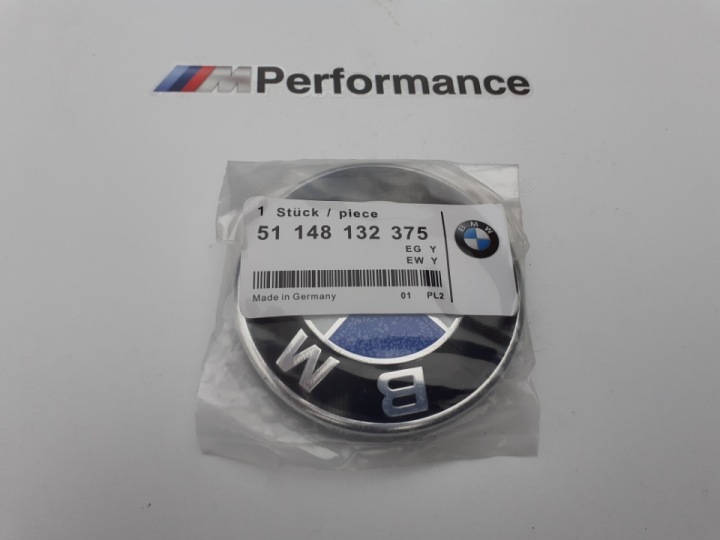 M Performance
1 Stück / piece
51 148 132 375
EG Y
EW Y
Made in Germany 01 PL2
BMW
BMW